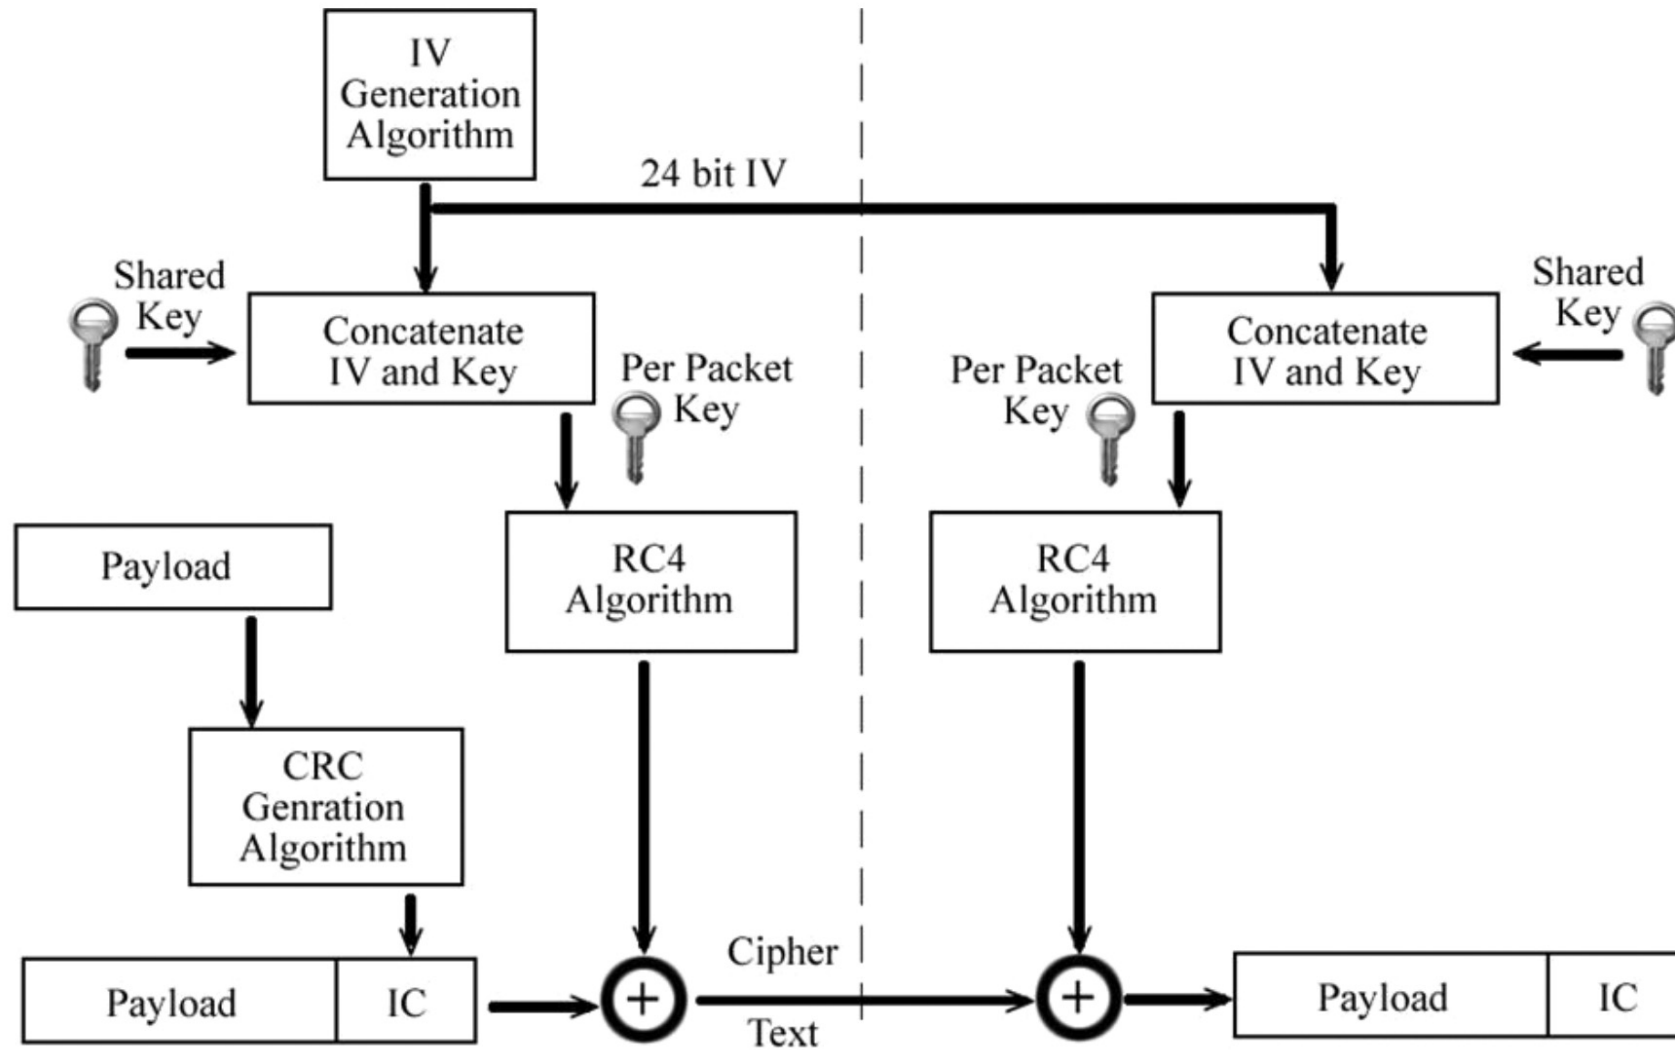 IV
Generation
Algorithm
24 bit IV
Shared
Key
Concatenate
IV and Key
Per Packet
Key
Per Packet
Key
Concatenate
IV and Key
Shared
Key
Payload
RC4
Algorithm
RC4
Algorithm
CRC
Genration
Algorithm
Payload
IC
+
Cipher
Text
+
Payload
IC